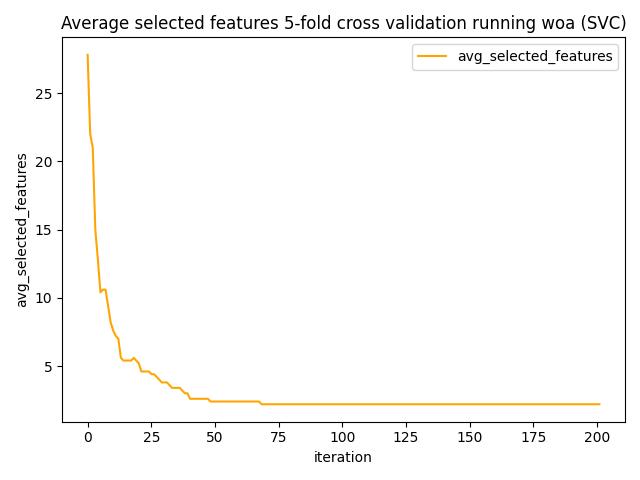 Average selected features 5-fold cross validation running woa (SVC)
avg_selected_features
avg_selected_features
25
20
15
10
5
0 25 50 75 100 125 150 175 200
iteration